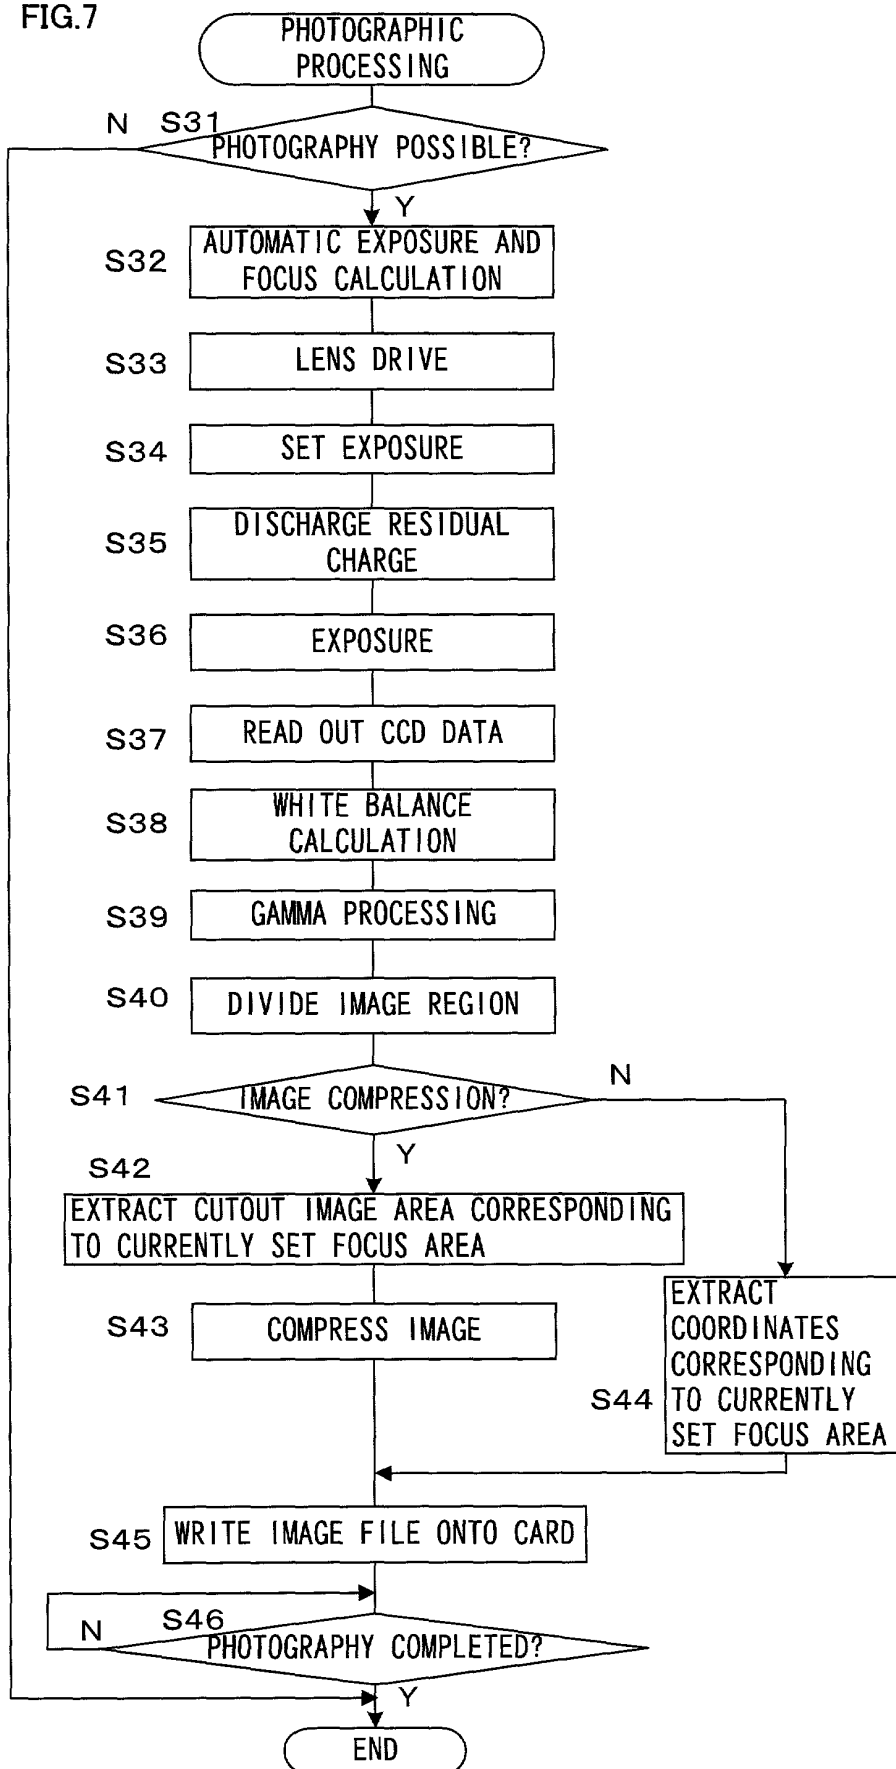 FIG.7
PHOTOGRAPHIC
PROCESSING
N
S31
PHOTOGRAPHY POSSIBLE?
Y
S32
AUTOMATIC EXPOSURE AND
FOCUS CALCULATION
S33
LENS DRIVE
S34
SET EXPOSURE
S35
DISCHARGE RESIDUAL
CHARGE
S36
EXPOSURE
S37
READ OUT CCD DATA
S38
WHITE BALANCE
CALCULATION
S39
GAMMA PROCESSING
S40
DIVIDE IMAGE REGION
S41
IMAGE COMPRESSION?
N
Y
S42
EXTRACT CUTOUT IMAGE AREA CORRESPONDING
TO CURRENTLY SET FOCUS AREA
S43
COMPRESS IMAGE
S44
EXTRACT
COORDINATES
CORRESPONDING
TO CURRENTLY
SET FOCUS AREA
S45
WRITE IMAGE FILE ONTO CARD
S46
N
PHOTOGRAPHY COMPLETED?
Y
END